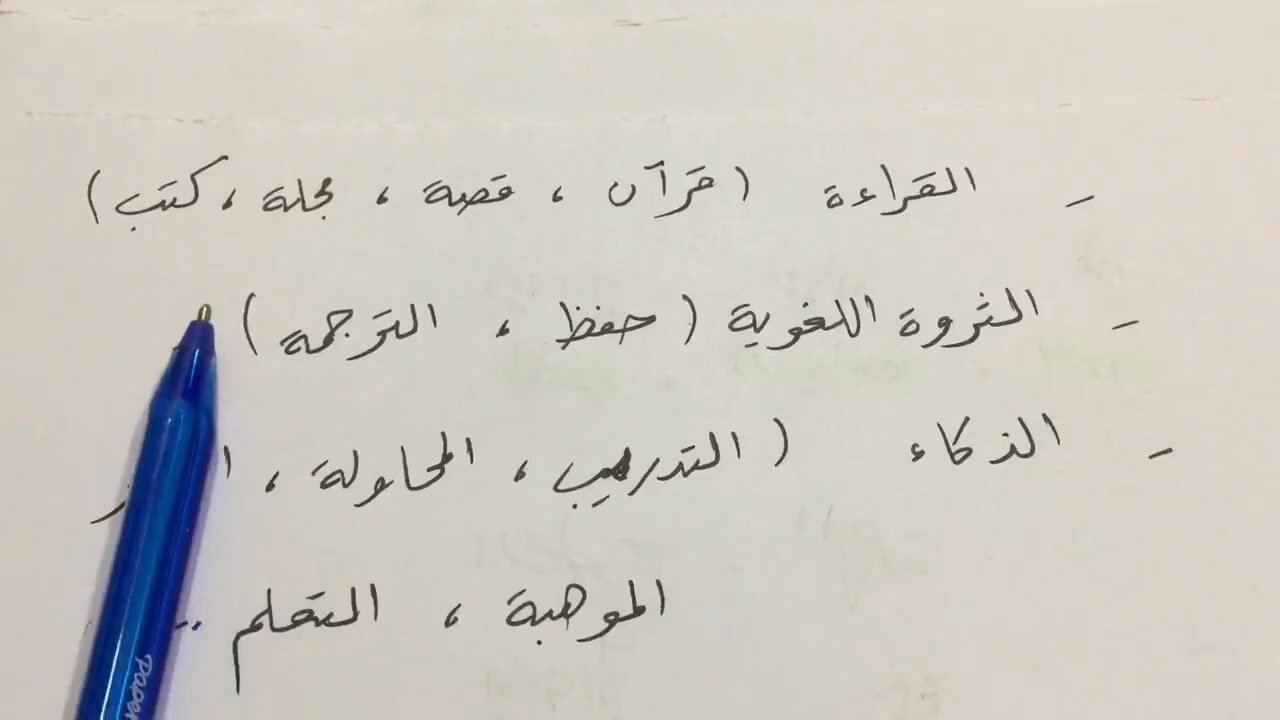 - القراءة (قرآن ، قصة ، مجلة ، كتب)
- الثروة اللغوية (حفظ ، الترجمة)
- الذكاء (التدريب ، المحاولة ،
الموهبة ، التعلم ..